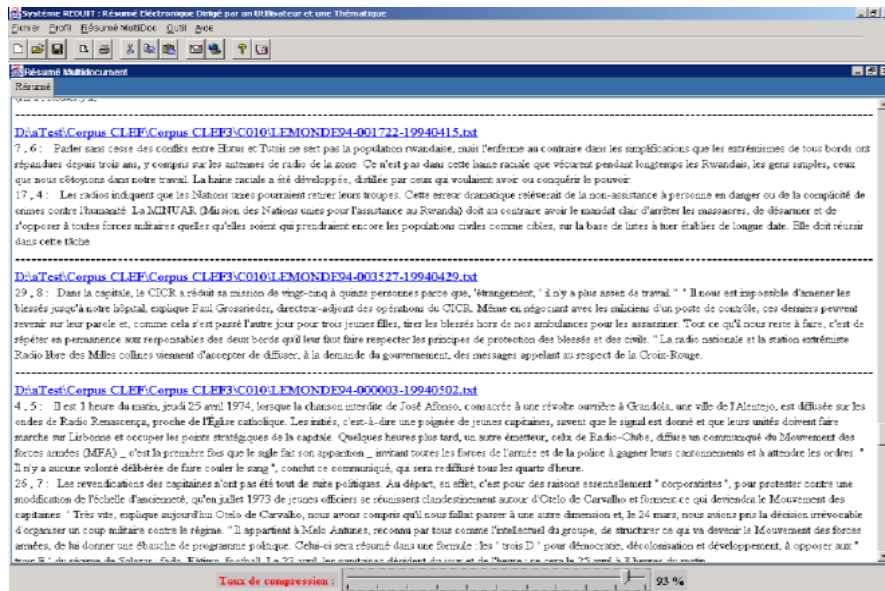 Système REDUIT : Résumé Eléctronique Dirigé par un Utilisateur et une Thématique
Fichier Profil Résumé MultiDoc Outil Aide
Résumé Multidocument
Résumé
D:\aTest\Corpus CLEF\Corpus CLEF3\C010\LEMONDE94-001722-19940415.txt
7 , 6 : Parler sans cesse des conflits entre Hutus et Tutsis ne sert pas la population rwandaise, mais l'enferme au contraire dans les simplifications que les extrémismes de tous bords ont
répandues depuis trois ans, y compris sur les antennes de radio de la zone. Ce n'est pas dans cette haine raciale que vécurent pendant longtemps les Rwandais, les gens simples, ceux
que nous côtoyons dans notre travail. La haine raciale a été développée, distillée par ceux qui voulaient avoir ou conquérir le pouvoir.
17 , 4 : Les radios indiquent que les Nations unies pourraient retirer leurs troupes. Cette erreur dramatique relèverait de la non-assistance à personne en danger ou de la complicité de
crimes contre l'humanité. La MINUAR (Mission des Nations unies pour l'assistance au Rwanda) doit au contraire avoir le mandat clair d'arrêter les massacres, de désarmer et de
s'opposer à toutes forces militaires quelles qu'elles soient qui prendraient encore les populations civiles comme cibles, sur la base de listes à tuer établies de longue date. Elle doit réussir
dans cette tâche.
D:\aTest\Corpus CLEF\Corpus CLEF3\C010\LEMONDE94-003527-19940429.txt
29 , 8 : Dans la capitale, le CICR a réduit sa mission de vingt-cinq à quinze personnes parce que, "étrangement, " il n'y a plus assez de travail ". " Il nous est impossible d'amener les
blessés jusqu'à notre hôpital, explique Paul Grossrieder, directeur-adjoint des opérations du CICR. Même en négociant avec les miliciens d'un poste de contrôle, ces derniers peuvent
revenir sur leur parole et, comme cela s'est passé l'autre jour pour trois jeunes filles, tirer les blessés hors de nos ambulances pour les assassiner. Tout ce qu'il nous reste à faire, c'est de
répéter en permanence aux responsables des deux bords qu'il leur faut faire respecter les principes de protection des blessés et des civils. " La radio nationale et la station extrémiste
Radio libre des Milles collines viennent d'accepter de diffuser, à la demande du gouvernement, des messages appelant au respect de la Croix-Rouge.
D:\aTest\Corpus CLEF\Corpus CLEF3\C010\LEMONDE94-000003-19940502.txt
4 , 5 : Il est 1 heure du matin, jeudi 25 avril 1974, lorsque la chanson interdite de José Afonso, consacrée à une révolte ouvrière à Grandola, une ville de l'Alentejo, est diffusée sur les
ondes de Radio Renascença, proche de l'Église catholique. Les initiés, c'est-à-dire une poignée de jeunes capitaines, savent que le signal est donné et que leurs unités doivent faire
marche sur Lisbonne et occuper les points stratégiques de la capitale. Quelques heures plus tard, un autre émetteur, celui de Radio-Clube, diffuse un communiqué du Mouvement des
forces armées (MFA) _ c'est la première fois que le sigle fait son apparition _ invitant toutes les forces de l'armée et de la police à gagner leurs cantonnements et à attendre les ordres. "
Il n'y a aucune volonté délibérée de faire couler le sang ", conclut ce communiqué, qui sera rediffusé tous les quarts d'heure.
26 , 7 : Les revendications des capitaines n'ont pas été tout de suite politiques. Au départ, en effet, c'est pour des raisons essentiellement " corporatistes ", pour protester contre une
modification de l'échelle d'ancienneté, qu'en juillet 1973 de jeunes officiers se réunissent clandestinement autour d'Otelo de Carvalho et forment ce qui deviendra le Mouvement des
capitaines. " Très vite, explique aujourd'hui Otelo de Carvalho, nous avons compris qu'il nous fallait passer à une autre dimension et, le 24 mars, nous avions pris la décision irrévocable
d'organiser un coup militaire contre le régime. " Il appartient à Melo Antunes, reconnu par tous comme l'intellectuel du groupe, de structurer ce qui va devenir le Mouvement des forces
armées, de lui donner une ébauche de programme politique. Celui-ci sera résumé dans une formule : les " trois D " pour démocratie, décolonisation et développement, à opposer aux "
trois F " du régime de Salazar : fado, Fatima, football. Le 23 avril, les capitaines décident du jour et de l'heure : ce sera le 25 avril à 3 heures du matin.
Taux de compression : 93 %